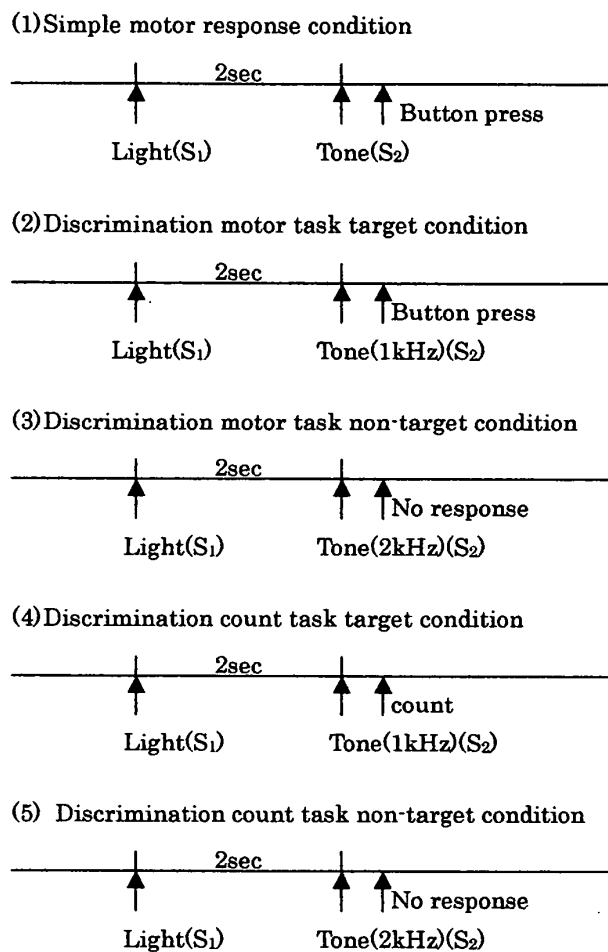 (1)Simple motor response condition
2sec
Button press
Light(S₁) Tone(S₂)
(2)Discrimination motor task target condition
2sec
Button press
Light(S₁) Tone(1kHz)(S₂)
(3)Discrimination motor task non-target condition
2sec
No response
Light(S₁) Tone(2kHz)(S₂)
(4)Discrimination count task target condition
2sec
count
Light(S₁) Tone(1kHz)(S₂)
(5) Discrimination count task non-target condition
2sec
No response
Light(S₁) Tone(2kHz)(S₂)